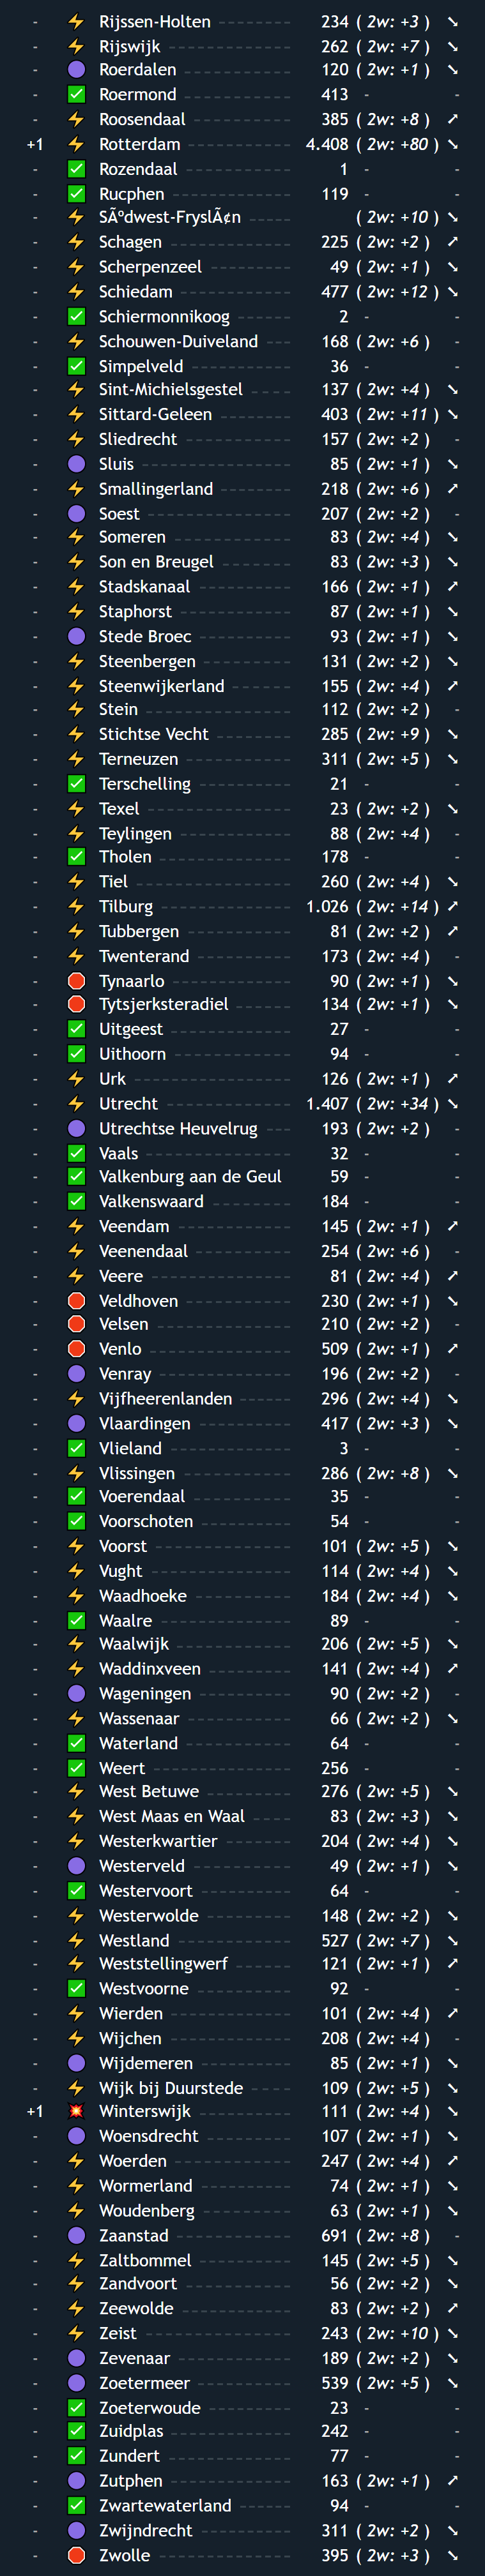 - ⚡ Rijssen-Holten 234 ( 2w: +3 ) ➘
- ⚡ Rijswijk 262 ( 2w: +7 ) ➘
- 🟣 Roerdalen 120 ( 2w: +1 ) ➘
- ✅ Roermond 413 - -
- ⚡ Roosendaal 385 ( 2w: +8 ) ➚
+1 ⚡ Rotterdam 4.408 ( 2w: +80 ) ➘
- ✅ Rozendaal 1 - -
- ✅ Rucphen 119 - -
- ⚡ SÃºdwest-FryslÃ¢n ( 2w: +10 ) ➘
- ⚡ Schagen 225 ( 2w: +2 ) ➚
- ⚡ Scherpenzeel 49 ( 2w: +1 ) ➘
- ⚡ Schiedam 477 ( 2w: +12 ) ➘
- ✅ Schiermonnikoog 2 - -
- ⚡ Schouwen-Duiveland 168 ( 2w: +6 ) -
- ✅ Simpelveld 36 - -
- ⚡ Sint-Michielsgestel 137 ( 2w: +4 ) ➘
- ⚡ Sittard-Geleen 403 ( 2w: +11 ) ➘
- ⚡ Sliedrecht 157 ( 2w: +2 ) -
- 🟣 Sluis 85 ( 2w: +1 ) ➘
- ⚡ Smallingerland 218 ( 2w: +6 ) ➚
- 🟣 Soest 207 ( 2w: +2 ) -
- ⚡ Someren 83 ( 2w: +4 ) ➘
- ⚡ Son en Breugel 83 ( 2w: +3 ) ➘
- ⚡ Stadskanaal 166 ( 2w: +1 ) ➚
- ⚡ Staphorst 87 ( 2w: +1 ) ➘
- 🟣 Stede Broec 93 ( 2w: +1 ) ➘
- ⚡ Steenbergen 131 ( 2w: +2 ) ➘
- ⚡ Steenwijkerland 155 ( 2w: +4 ) ➚
- ⚡ Stein 112 ( 2w: +2 ) -
- ⚡ Stichtse Vecht 285 ( 2w: +9 ) ➘
- ⚡ Terneuzen 311 ( 2w: +5 ) ➘
- ✅ Terschelling 21 - -
- ⚡ Texel 23 ( 2w: +2 ) ➘
- ⚡ Teylingen 88 ( 2w: +4 ) -
- ✅ Tholen 178 - -
- ⚡ Tiel 260 ( 2w: +4 ) ➘
- ⚡ Tilburg 1.026 ( 2w: +14 ) ➚
- ⚡ Tubbergen 81 ( 2w: +2 ) ➚
- ⚡ Twenterand 173 ( 2w: +4 ) -
- 🛑 Tynaarlo 90 ( 2w: +1 ) ➘
- 🛑 Tytsjerksteradiel 134 ( 2w: +1 ) ➘
- ✅ Uitgeest 27 - -
- ✅ Uithoorn 94 - -
- ⚡ Urk 126 ( 2w: +1 ) ➚
- ⚡ Utrecht 1.407 ( 2w: +34 ) ➘
- 🟣 Utrechtse Heuvelrug 193 ( 2w: +2 ) -
- ✅ Vaals 32 - -
- ✅ Valkenburg aan de Geul 59 - -
- ✅ Valkenswaard 184 - -
- ⚡ Veendam 145 ( 2w: +1 ) ➚
- ⚡ Veenendaal 254 ( 2w: +6 ) -
- ⚡ Veere 81 ( 2w: +4 ) ➚
- 🛑 Veldhoven 230 ( 2w: +1 ) ➘
- 🛑 Velsen 210 ( 2w: +2 ) -
- 🛑 Venlo 509 ( 2w: +1 ) ➚
- 🟣 Venray 196 ( 2w: +2 ) -
- ⚡ Vijfheerenlanden 296 ( 2w: +4 ) ➘
- 🟣 Vlaardingen 417 ( 2w: +3 ) ➘
- ✅ Vlieland 3 - -
- ⚡ Vlissingen 286 ( 2w: +8 ) ➘
- ✅ Voerendaal 35 - -
- ✅ Voorschoten 54 - -
- ⚡ Voorst 101 ( 2w: +5 ) ➘
- ⚡ Vught 114 ( 2w: +4 ) ➘
- ⚡ Waadhoeke 184 ( 2w: +4 ) ➘
- ✅ Waalre 89 - -
- ⚡ Waalwijk 206 ( 2w: +5 ) ➘
- ⚡ Waddinxveen 141 ( 2w: +4 ) ➚
- 🟣 Wageningen 90 ( 2w: +2 ) -
- ⚡ Wassenaar 66 ( 2w: +2 ) ➘
- ✅ Waterland 64 - -
- ✅ Weert 256 - -
- ⚡ West Betuwe 276 ( 2w: +5 ) ➘
- ⚡ West Maas en Waal 83 ( 2w: +3 ) ➘
- ⚡ Westerkwartier 204 ( 2w: +4 ) ➘
- 🟣 Westerveld 49 ( 2w: +1 ) ➘
- ✅ Westervoort 64 - -
- ⚡ Westerwolde 148 ( 2w: +2 ) ➘
- ⚡ Westland 527 ( 2w: +7 ) ➘
- ⚡ Weststellingwerf 121 ( 2w: +1 ) ➚
- ✅ Westvoorne 92 - -
- ⚡ Wierden 101 ( 2w: +4 ) ➚
- ⚡ Wijchen 208 ( 2w: +4 ) -
- 🟣 Wijdemeren 85 ( 2w: +1 ) ➘
- ⚡ Wijk bij Duurstede 109 ( 2w: +5 ) ➘
+1 💥 Winterswijk 111 ( 2w: +4 ) ➘
- 🟣 Woensdrecht 107 ( 2w: +1 ) ➘
- ⚡ Woerden 247 ( 2w: +4 ) ➚
- ⚡ Wormerland 74 ( 2w: +1 ) ➘
- ⚡ Woudenberg 63 ( 2w: +1 ) ➘
- 🟣 Zaanstad 691 ( 2w: +8 ) -
- ⚡ Zaltbommel 145 ( 2w: +5 ) ➘
- ⚡ Zandvoort 56 ( 2w: +2 ) ➘
- ⚡ Zeewolde 83 ( 2w: +2 ) ➚
- ⚡ Zeist 243 ( 2w: +10 ) ➘
- 🟣 Zevenaar 189 ( 2w: +2 ) ➘
- 🟣 Zoetermeer 539 ( 2w: +5 ) ➘
- ✅ Zoeterwoude 23 - -
- ✅ Zuidplas 242 - -
- ✅ Zundert 77 - -
- 🟣 Zutphen 163 ( 2w: +1 ) ➚
- ✅ Zwartewaterland 94 - -
- 🟣 Zwijndrecht 311 ( 2w: +2 ) ➘
- 🛑 Zwolle 395 ( 2w: +3 ) ➘